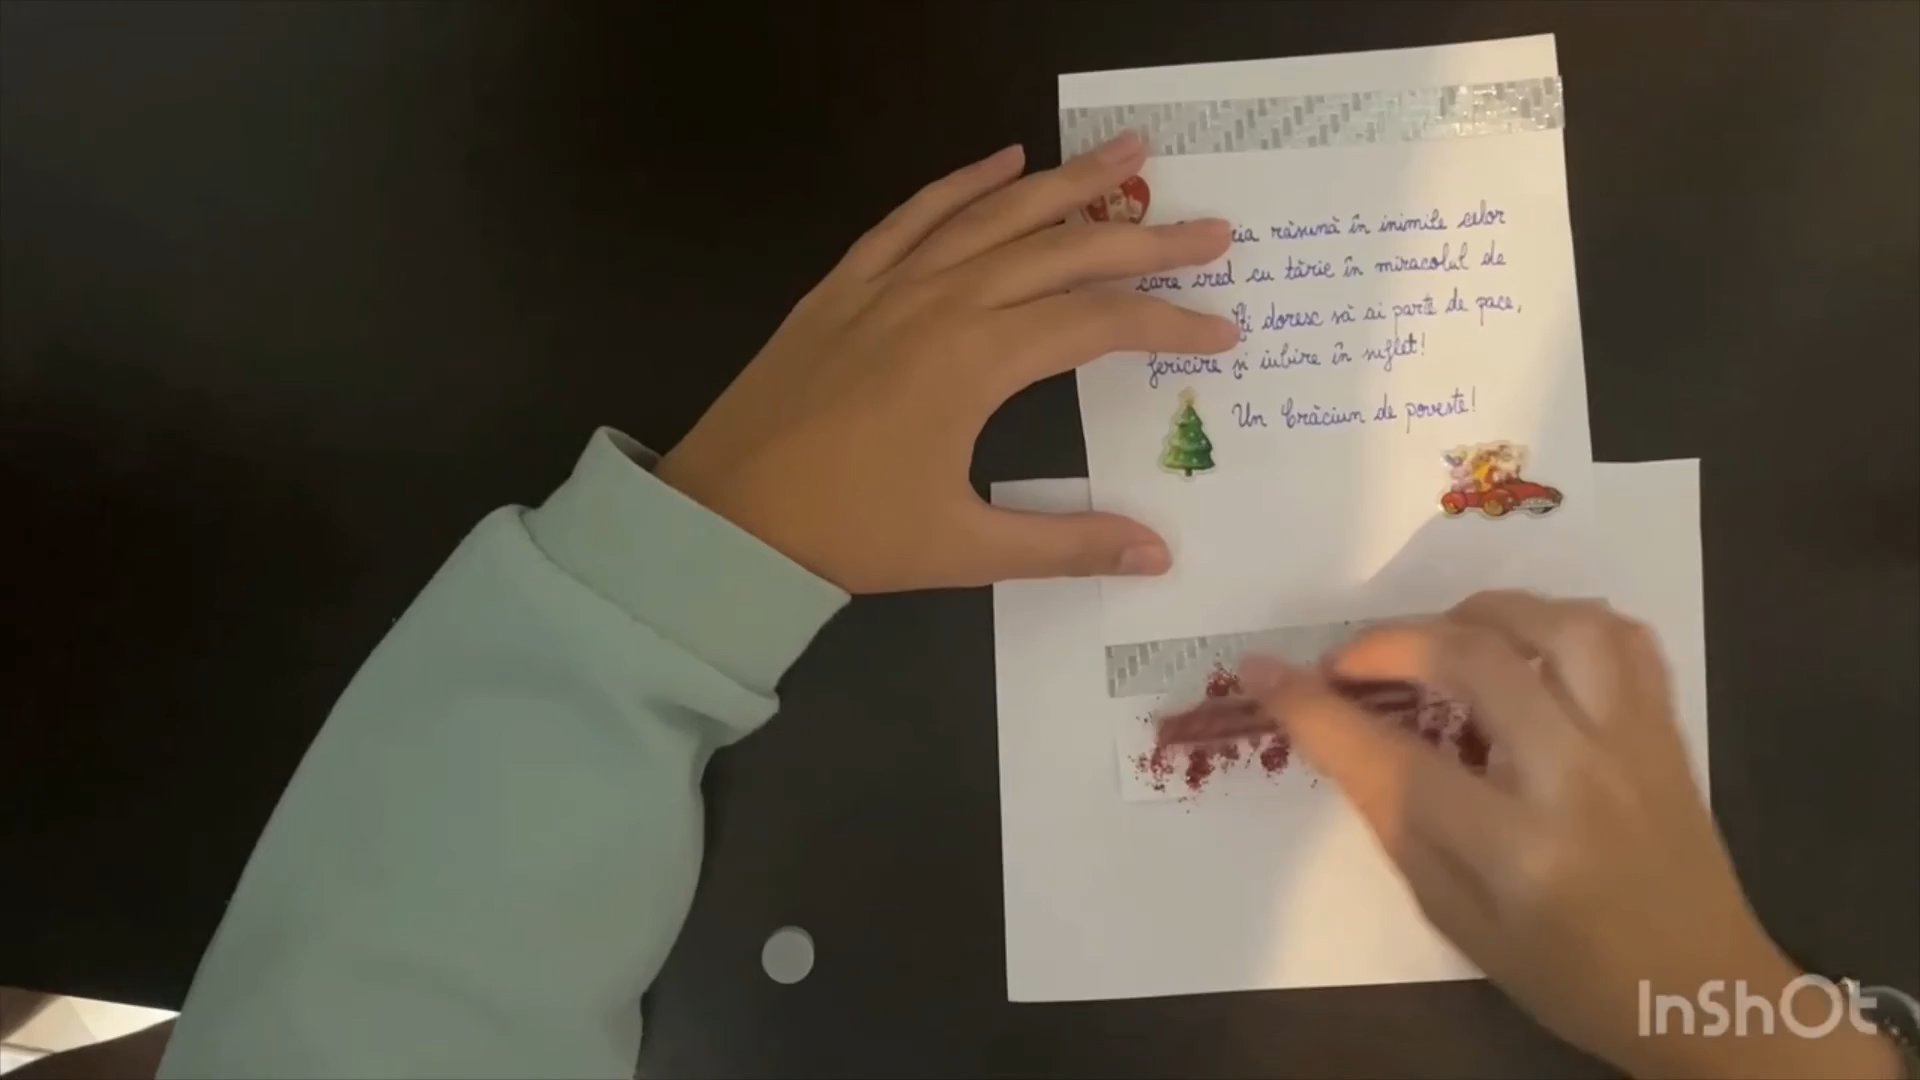 răsună în inimile celor
care cred cu tărie în miracolul de
doresc să ai parte de pace,
fericire și iubire în suflet!
Un Crăciun de poveste!
InShOt